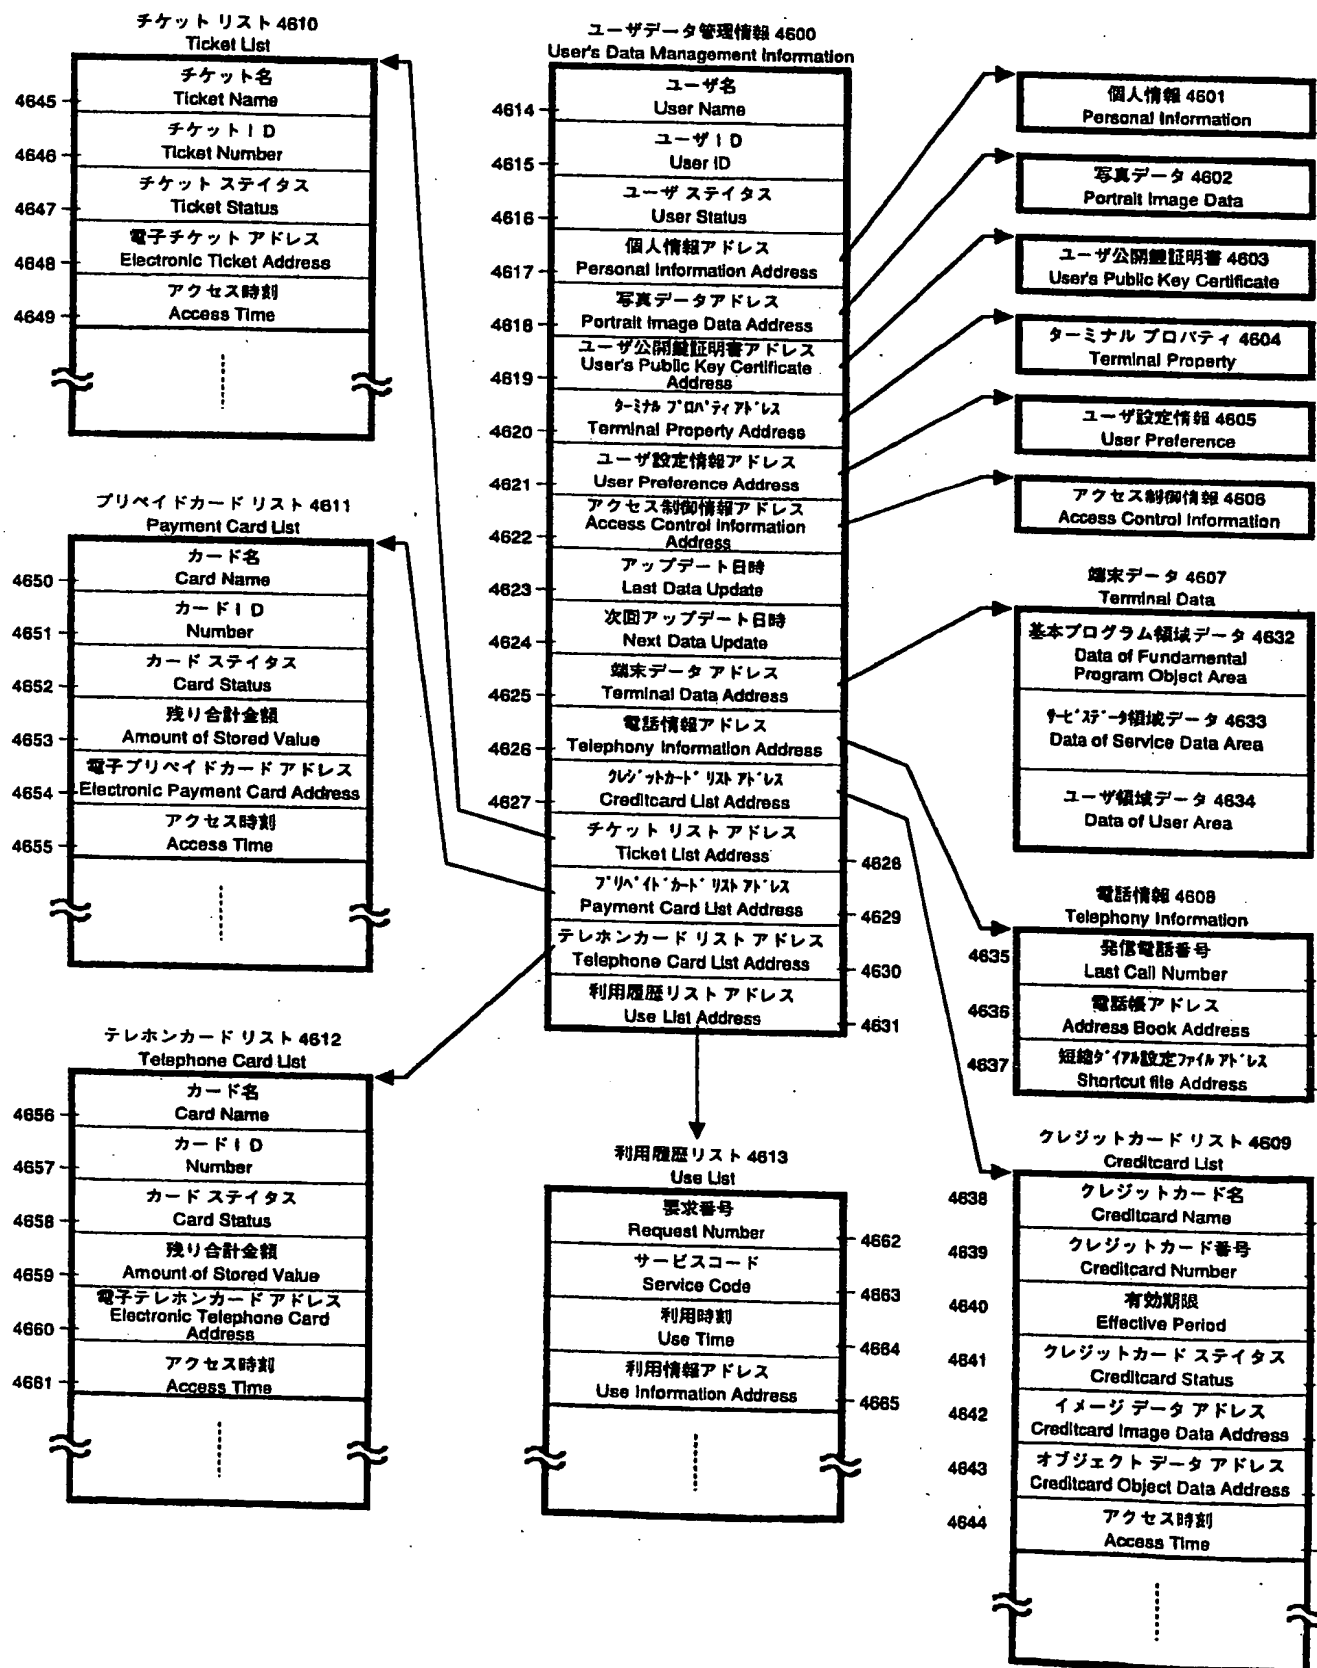 チケット リスト 4610
Ticket List
チケット名
Ticket Name
4645
チケットID
Ticket Number
4646
チケット ステイタス
Ticket Status
4647
電子チケット アドレス
Electronic Ticket Address
4648
アクセス時刻
Access Time
4649
プリペイドカード リスト 4611
Payment Card List
カード名
Card Name
4650
カードID
Number
4651
カード ステイタス
Card Status
4652
残り合計金額
Amount of Stored Value
4653
電子プリペイドカード アドレス
Electronic Payment Card Address
4654
アクセス時刻
Access Time
4655
テレホンカード リスト 4612
Telephone Card List
カード名
Card Name
4656
カードID
Number
4657
カード ステイタス
Card Status
4658
残り合計金額
Amount of Stored Value
4659
電子テレホンカード アドレス
Electronic Telephone Card
Address
4660
アクセス時刻
Access Time
4661
ユーザデータ管理情報 4600
User's Data Management Information
ユーザ名
User Name
4614
ユーザID
User ID
4615
ユーザ ステイタス
User Status
4616
個人情報アドレス
Personal Information Address
4617
写真データアドレス
Portrait Image Data Address
4618
ユーザ公開鍵証明書アドレス
User's Public Key Certificate
Address
4619
ターミナル プロパティ アドレス
Terminal Property Address
4620
ユーザ設定情報アドレス
User Preference Address
4621
アクセス制御情報アドレス
Access Control Information
Address
4622
アップデート日時
Last Data Update
4623
次回アップデート日時
Next Data Update
4624
端末データ アドレス
Terminal Data Address
4625
電話情報アドレス
Telephony Information Address
4626
クレジットカード リスト アドレス
Creditcard List Address
4627
チケット リスト アドレス
Ticket List Address
4628
プリペイドカード リスト アドレス
Payment Card List Address
4629
テレホンカード リスト アドレス
Telephone Card List Address
4630
利用履歴リスト アドレス
Use List Address
4631
利用履歴リスト 4613
Use List
要求番号
Request Number
4662
サービスコード
Service Code
4663
利用時刻
Use Time
4664
利用情報アドレス
Use Information Address
4665
個人情報 4601
Personal Information
写真データ 4602
Portrait Image Data
ユーザ公開鍵証明書 4603
User's Public Key Certificate
ターミナル プロパティ 4604
Terminal Property
ユーザ設定情報 4605
User Preference
アクセス制御情報 4606
Access Control Information
端末データ 4607
Terminal Data
基本プログラム領域データ 4632
Data of Fundamental
Program Object Area
サービスデータ領域データ 4633
Data of Service Data Area
ユーザ領域データ 4634
Data of User Area
電話情報 4608
Telephony Information
4635
発信電話番号
Last Call Number
4636
電話帳アドレス
Address Book Address
4637
短縮ダイアル設定ファイル アドレス
Shortcut file Address
クレジットカード リスト 4609
Creditcard List
4638
クレジットカード名
Creditcard Name
4639
クレジットカード番号
Creditcard Number
4640
有効期限
Effective Period
4641
クレジットカード ステイタス
Creditcard Status
4642
イメージ データ アドレス
Creditcard Image Data Address
4643
オブジェクト データ アドレス
Creditcard Object Data Address
4644
アクセス時刻
Access Time